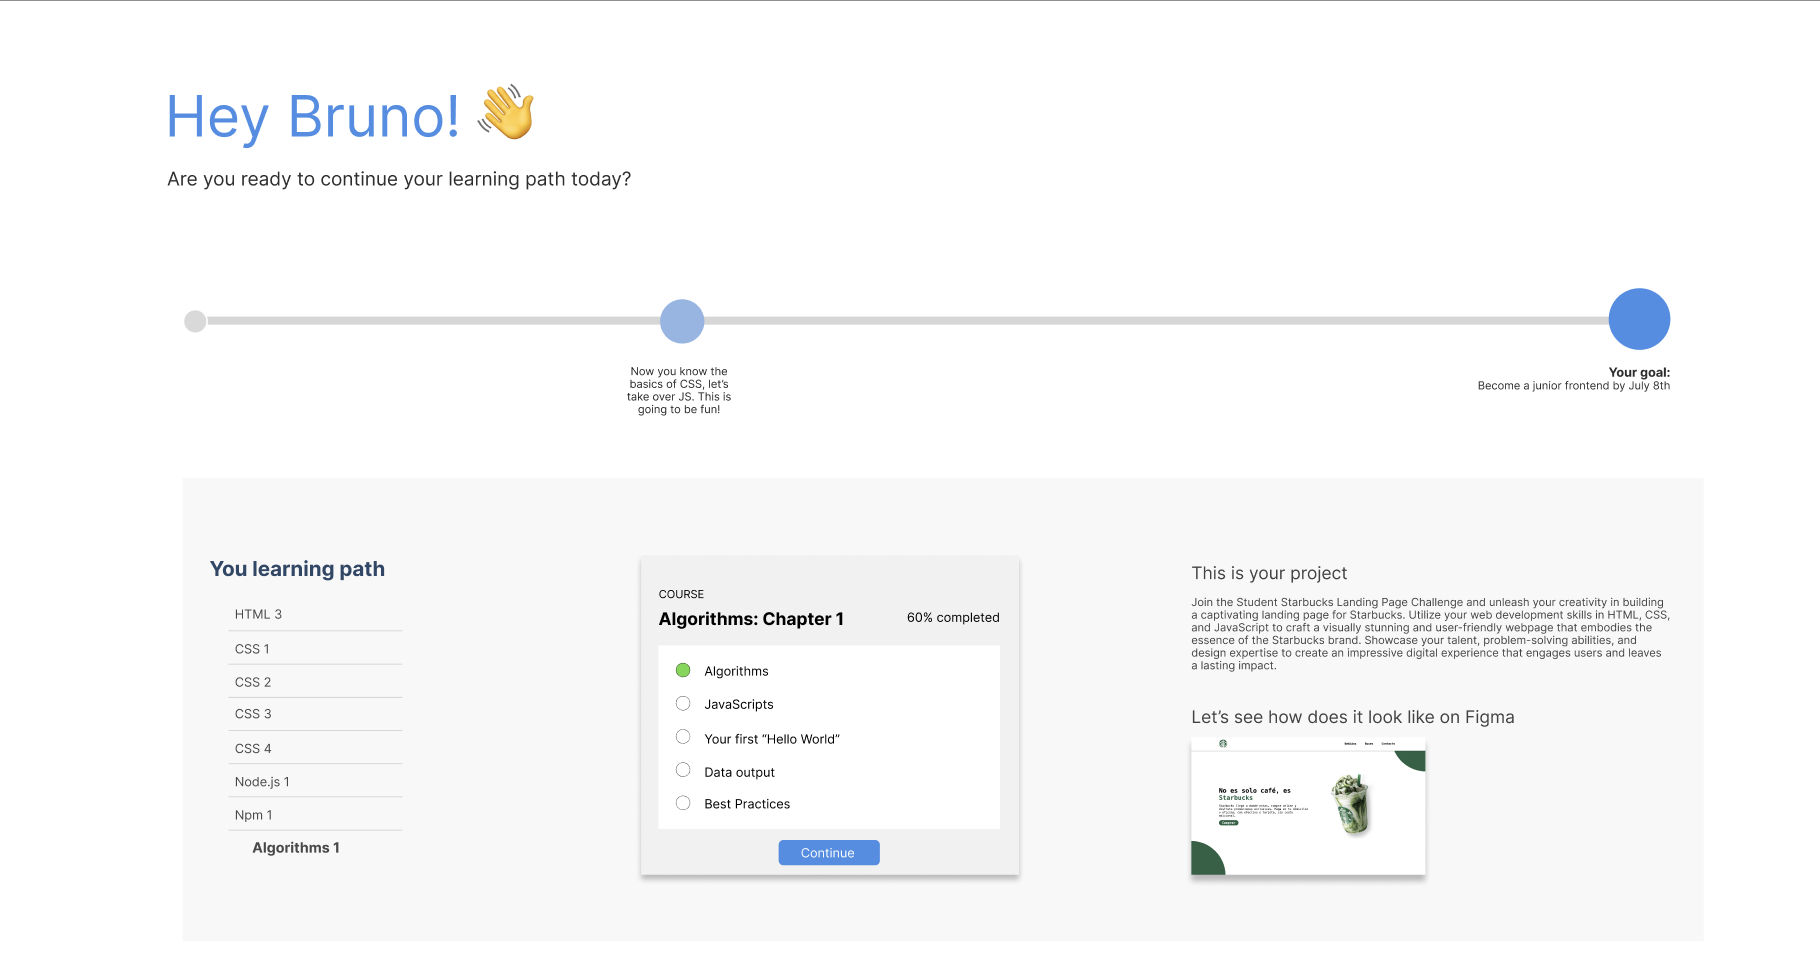 Hey Bruno! 👋
Are you ready to continue your learning path today?
Now you know the
basics of CSS, let's
take over JS. This is
going to be fun!
Your goal:
Become a junior frontend by July 8th
You learning path
HTML 3
CSS 1
CSS 2
CSS 3
CSS 4
Node.js 1
Npm 1
Algorithms 1
COURSE
Algorithms: Chapter 1
60% completed
Algorithms
JavaScripts
Your first “Hello World”
Data output
Best Practices
Continue
This is your project
Join the Student Starbucks Landing Page Challenge and unleash your creativity in building
a captivating landing page for Starbucks. Utilize your web development skills in HTML, CSS,
and JavaScript to craft a visually stunning and user-friendly webpage that embodies the
essence of the Starbucks brand. Showcase your talent, problem-solving abilities, and
design expertise to create an impressive digital experience that engages users and leaves
a lasting impact.
Let’s see how does it look like on Figma
No es solo café, es
Starbucks